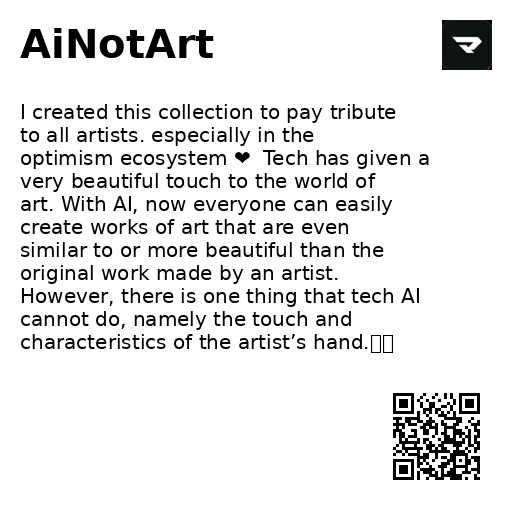 AiNotArt
I created this collection to pay tribute
to all artists. especially in the
optimism ecosystem ❤ Tech has given a
very beautiful touch to the world of
art. With AI, now everyone can easily
create works of art that are even
similar to or more beautiful than the
original work made by an artist.
However, there is one thing that tech AI
cannot do, namely the touch and
characteristics of the artist’s hand.